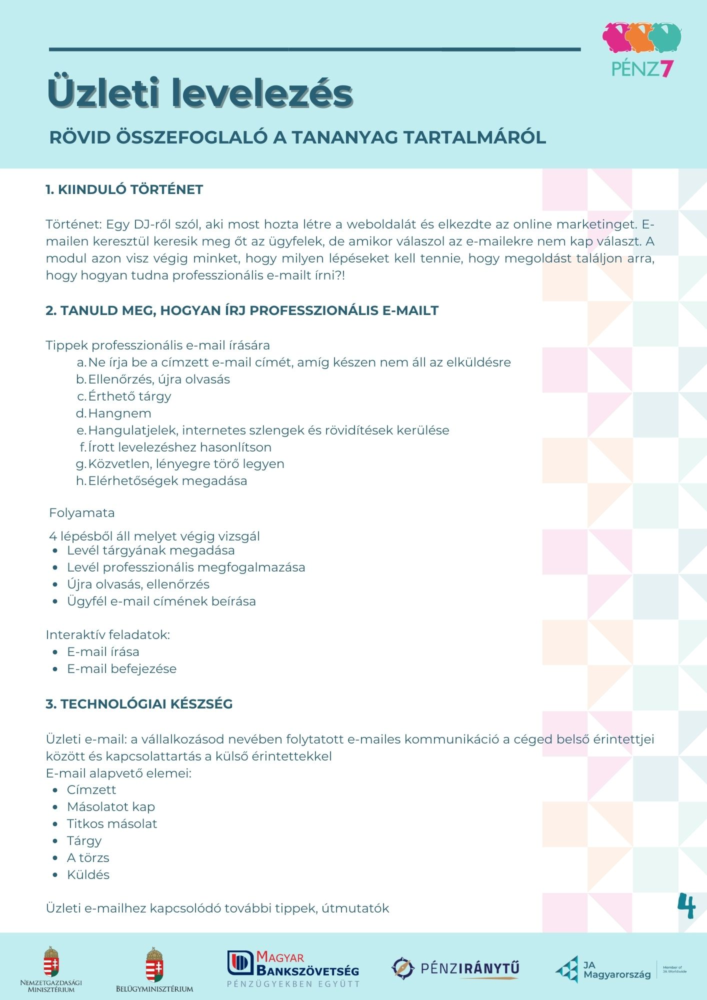 PÉNZ7
Üzleti levelezés
RÖVID ÖSSZEFOGLALÓ A TANANYAG TARTALMÁRÓL
1. KIINDULÓ TÖRTÉNET
Történet: Egy DJ-ről szól, aki most hozta létre a weboldalát és elkezdte az online marketinget. E-
mailen keresztül keresik meg őt az ügyfelek, de amikor válaszol az e-mailekre nem kap választ. A
modul azon visz végig minket, hogy milyen lépéseket kell tennie, hogy megoldást találjon arra,
hogy hogyan tudna professzionális e-mailt írni?!
2. TANULD MEG, HOGYAN ÍRJ PROFESSZIONÁLIS E-MAILT
Tippek professzionális e-mail írására
a. Ne írja be a címzett e-mail címét, amíg készen nem áll az elküldésre
b. Ellenőrzés, újra olvasás
c. Érthető tárgy
d. Hangnem
e. Hangulatjelek, internetes szlengek és rövidítések kerülése
f. Írott levelezéshez hasonlítson
g. Közvetlen, lényegre törő legyen
h. Elérhetőségek megadása
Folyamata
4 lépésből áll melyet végig vizsgál
• Levél tárgyának megadása
• Levél professzionális megfogalmazása
• Újra olvasás, ellenőrzés
• Ügyfél e-mail címének beírása
Interaktív feladatok:
• E-mail írása
• E-mail befejezése
3. TECHNOLÓGIAI KÉSZSÉG
Üzleti e-mail: a vállalkozásod nevében folytatott e-mailes kommunikáció a céged belső érintettjei
között és kapcsolattartás a külső érintettekkel
E-mail alapvető elemei:
• Címzett
• Másolatot kap
• Titkos másolat
• Tárgy
• A törzs
• Küldés
Üzleti e-mailhez kapcsolódó további tippek, útmutatók
4
NEMZETGAZDASÁGI
MINISZTÉRIUM
BELÜGYMINISZTÉRIUM
MAGYAR
BANKSZÖVETSÉG
PÉNZÜGYEKBEN EGYÜTT
PÉNZIRÁNYTŰ
JA
Magyarország
Member of
JA Worldwide